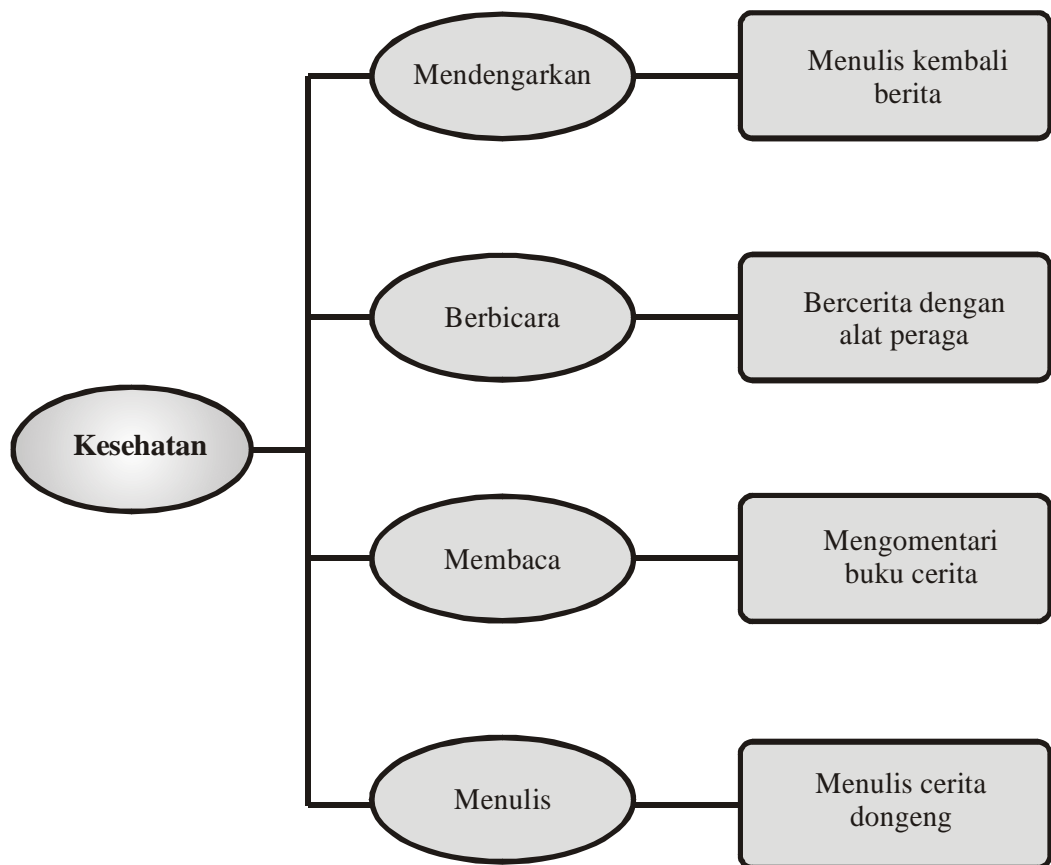 Mendengarkan
Menulis kembali
berita
Berbicara
Bercerita dengan
alat peraga
Kesehatan
Membaca
Mengomentari
buku cerita
Menulis
Menulis cerita
dongeng